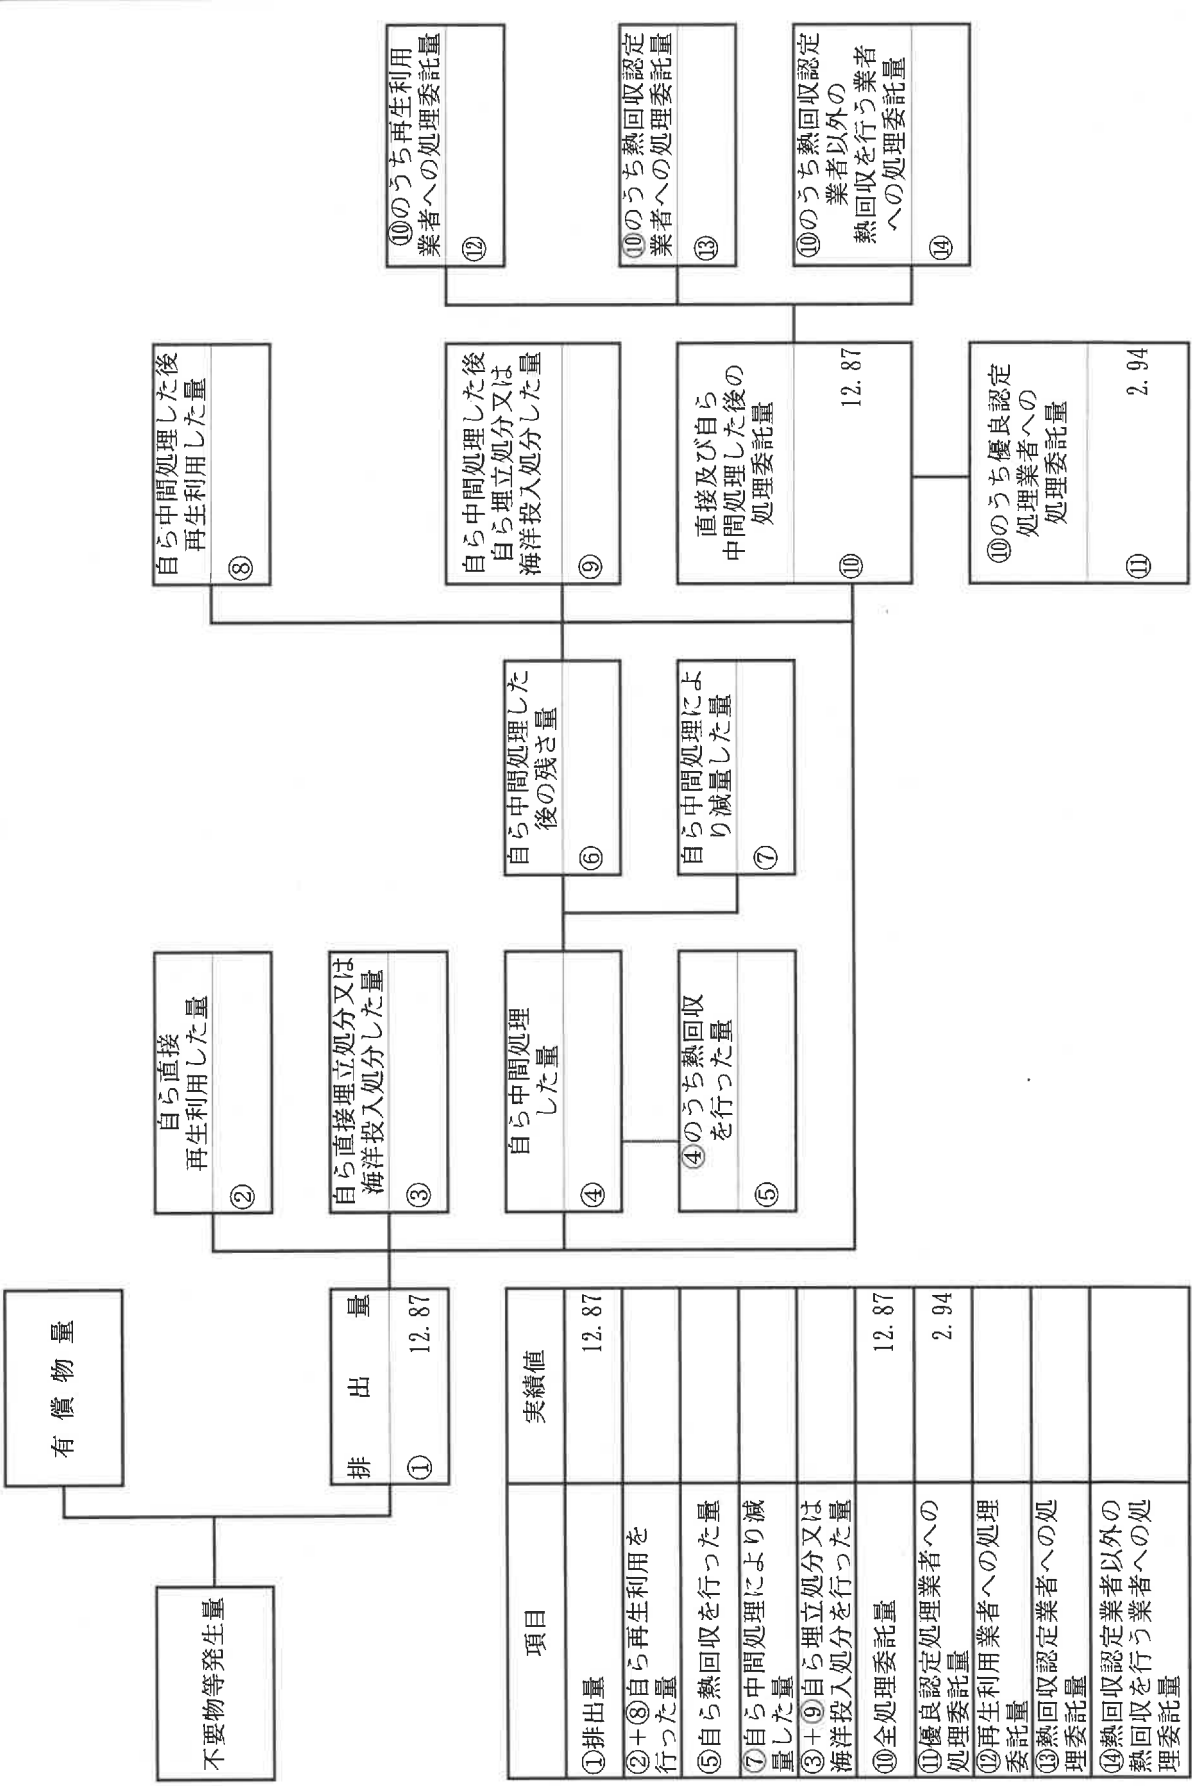 不要物等発生量
有償物量
排出量
① 12.87
自ら直接
再生利用した量
②
自ら直接埋立処分又は
海洋投入処分した量
③
自ら中間処理
した量
④
④のうち熱回収
を行った量
⑤
自ら中間処理した
後の残さ量
⑥
自ら中間処理によ
り減量した量
⑦
自ら中間処理した後
再生利用した量
⑧
自ら中間処理した後
自ら埋立処分又は
海洋投入処分した量
⑨
直接及び自ら
中間処理した後の
処理委託量
⑩ 12.87
⑩のうち優良認定
処理業者への
処理委託量
⑪ 2.94
⑩のうち再生利用
業者への処理委託量
⑫
⑩のうち熱回収認定
業者への処理委託量
⑬
⑩のうち熱回収認定
業者以外の
熱回収を行う業者
への処理委託量
⑭
項目 実績値
①排出量 12.87
②+⑧自ら再生利用を
行った量
⑤自ら熱回収を行った量
⑦自ら中間処理により減
量した量
③+⑨自ら埋立処分又は
海洋投入処分を行った量
⑩全処理委託量 12.87
⑪優良認定処理業者への
処理委託量 2.94
⑫再生利用業者への処理
委託量
⑬熱回収認定業者への処
理委託量
⑭熱回収認定業者以外の
熱回収を行う業者への処
理委託量